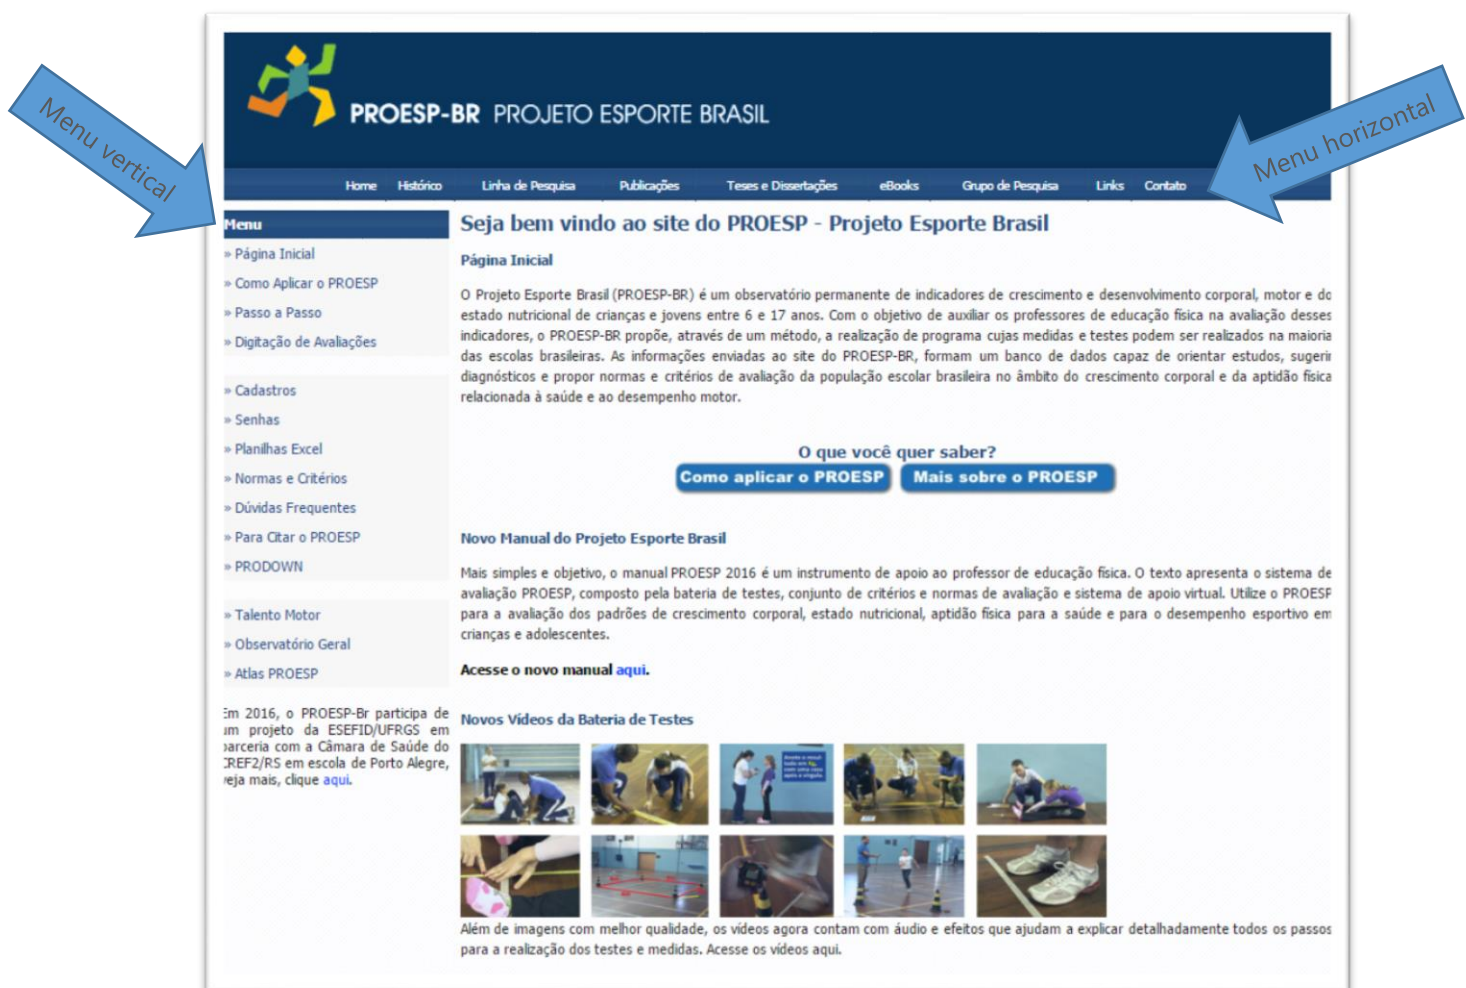 PROESP-BR PROJETO ESPORTE BRASIL
Menu vertical
Menu horizontal
Home Histórico Linha de Pesquisa Publicações Teses e Dissertações eBooks Grupo de Pesquisa Links Contato
Menu
» Página Inicial
» Como Aplicar o PROESP
» Passo a Passo
» Digitação de Avaliações
» Cadastros
» Senhas
» Planilhas Excel
» Normas e Critérios
» Dúvidas Frequentes
» Para Citar o PROESP
» PRODOWN
» Talento Motor
» Observatório Geral
» Atlas PROESP
Em 2016, o PROESP-Br participa de
um projeto da ESEFID/UFRGS em
parceria com a Câmara de Saúde do
CREF2/RS em escola de Porto Alegre,
veja mais, clique aqui.
Seja bem vindo ao site do PROESP - Projeto Esporte Brasil
Página Inicial
O Projeto Esporte Brasil (PROESP-BR) é um observatório permanente de indicadores de crescimento e desenvolvimento corporal, motor e do
estado nutricional de crianças e jovens entre 6 e 17 anos. Com o objetivo de auxiliar os professores de educação física na avaliação desses
indicadores, o PROESP-BR propõe, através de um método, a realização de programa cujas medidas e testes podem ser realizados na maioria
das escolas brasileiras. As informações enviadas ao site do PROESP-BR, formam um banco de dados capaz de orientar estudos, sugerir
diagnósticos e propor normas e critérios de avaliação da população escolar brasileira no âmbito do crescimento corporal e da aptidão física
relacionada à saúde e ao desempenho motor.
O que você quer saber?
Como aplicar o PROESP Mais sobre o PROESP
Novo Manual do Projeto Esporte Brasil
Mais simples e objetivo, o manual PROESP 2016 é um instrumento de apoio ao professor de educação física. O texto apresenta o sistema de
avaliação PROESP, composto pela bateria de testes, conjunto de critérios e normas de avaliação e sistema de apoio virtual. Utilize o PROESP
para a avaliação dos padrões de crescimento corporal, estado nutricional, aptidão física para a saúde e para o desempenho esportivo em
crianças e adolescentes.
Acesse o novo manual aqui.
Novos Vídeos da Bateria de Testes
Anote o resul-
tado em
com uma casa
após a vírgula
Além de imagens com melhor qualidade, os vídeos agora contam com áudio e efeitos que ajudam a explicar detalhadamente todos os passos
para a realização dos testes e medidas. Acesse os vídeos aqui.